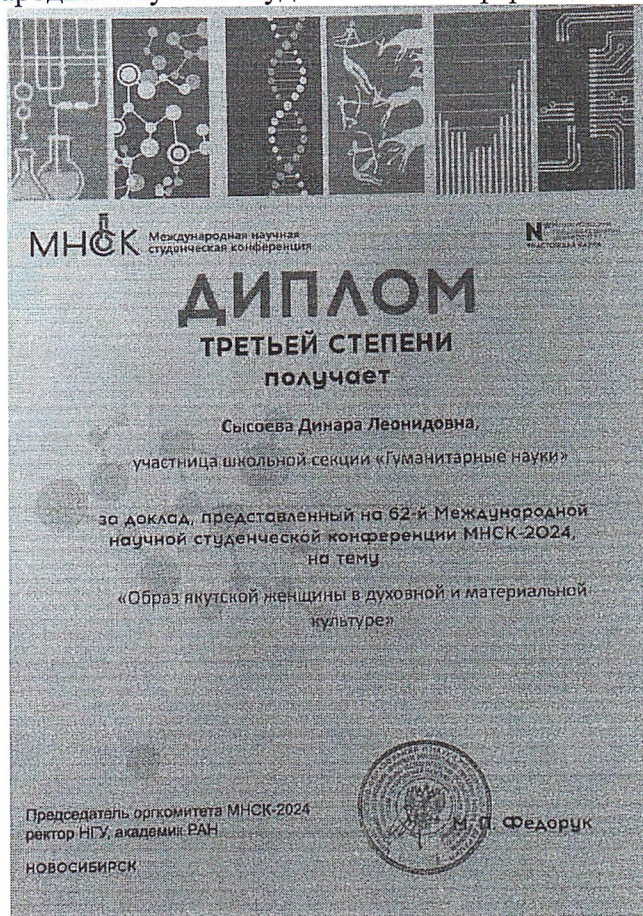 МНСК Международная научная
студенческая конференция
ДИПЛОМ
ТРЕТЬЕЙ СТЕПЕНИ
получает
Сысоева Динара Леонидовна,
участница школьной секции «Гуманитарные науки»
за доклад, представленный на 62-й Международной
научной студенческой конференции МНСК-2024,
на тему
«Образ якутской женщины в духовной и материальной
культуре»
Председатель оргкомитета МНСК-2024
ректор НГУ, академик РАН
М. П. Федорук
НОВОСИБИРСК